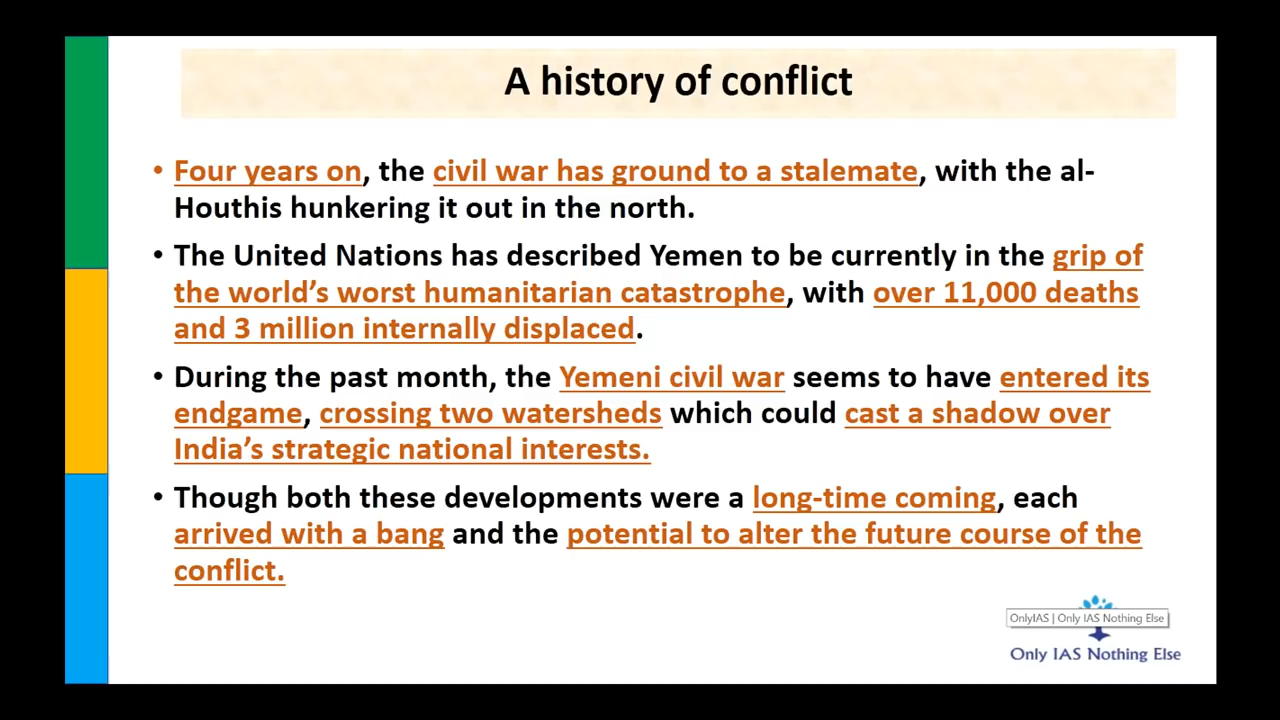 A history of conflict
• Four years on, the civil war has ground to a stalemate, with the al-
Houthis hunkering it out in the north.
• The United Nations has described Yemen to be currently in the grip of
the world’s worst humanitarian catastrophe, with over 11,000 deaths
and 3 million internally displaced.
• During the past month, the Yemeni civil war seems to have entered its
endgame, crossing two watersheds which could cast a shadow over
India’s strategic national interests.
• Though both these developments were a long-time coming, each
arrived with a bang and the potential to alter the future course of the
conflict.
OnlyIAS | Only IAS Nothing Else
Only IAS Nothing Else